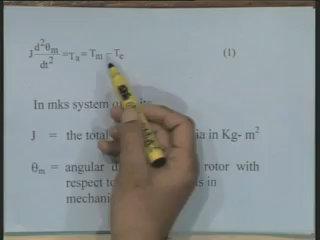 J d²θm/dt² = Ta = Tm − Te (1)
In mks system of
J = the total in Kg- m²
θm = angular rotor with
respect to in
mechani